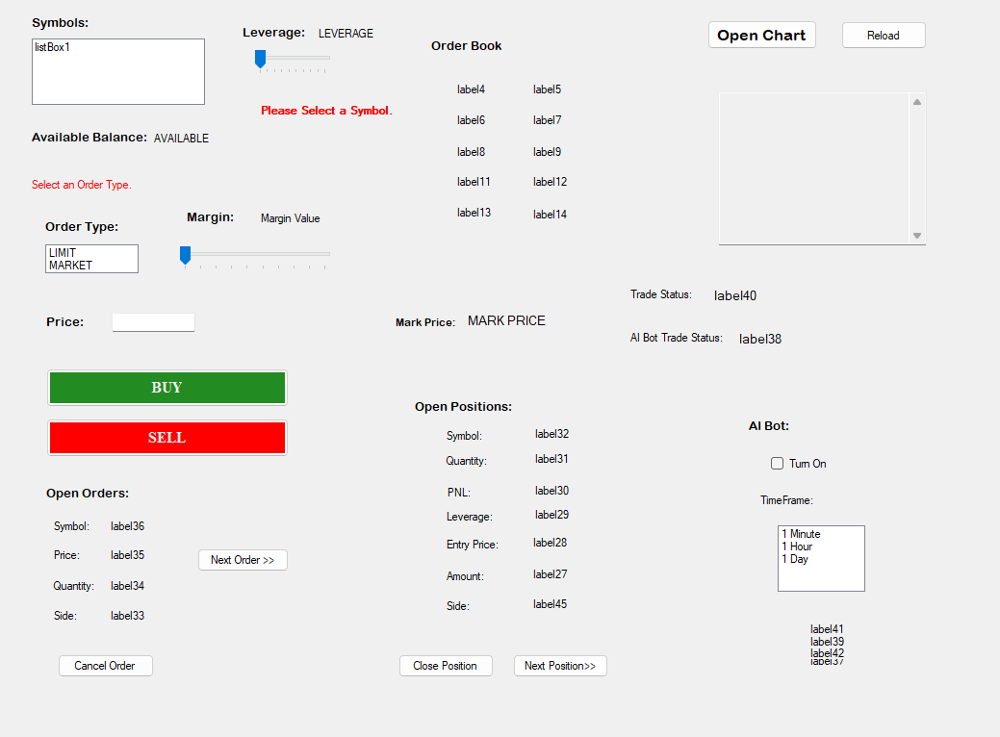 Symbols:
listBox1
Leverage: LEVERAGE
Please Select a Symbol.
Available Balance: AVAILABLE
Select an Order Type.
Order Type:
LIMIT
MARKET
Margin: Margin Value
Price:
BUY
SELL
Order Book
label4 label5
label6 label7
label8 label9
label11 label12
label13 label14
Open Chart
Reload
Trade Status: label40
AI Bot Trade Status: label38
Mark Price: MARK PRICE
Open Orders:
Symbol: label36
Price: label35
Quantity: label34
Side: label33
Next Order >>
Cancel Order
Open Positions:
Symbol: label32
Quantity: label31
PNL: label30
Leverage: label29
Entry Price: label28
Amount: label27
Side: label45
Close Position
Next Position>>
AI Bot:
Turn On
TimeFrame:
1 Minute
1 Hour
1 Day
label41
label39
label42
label37